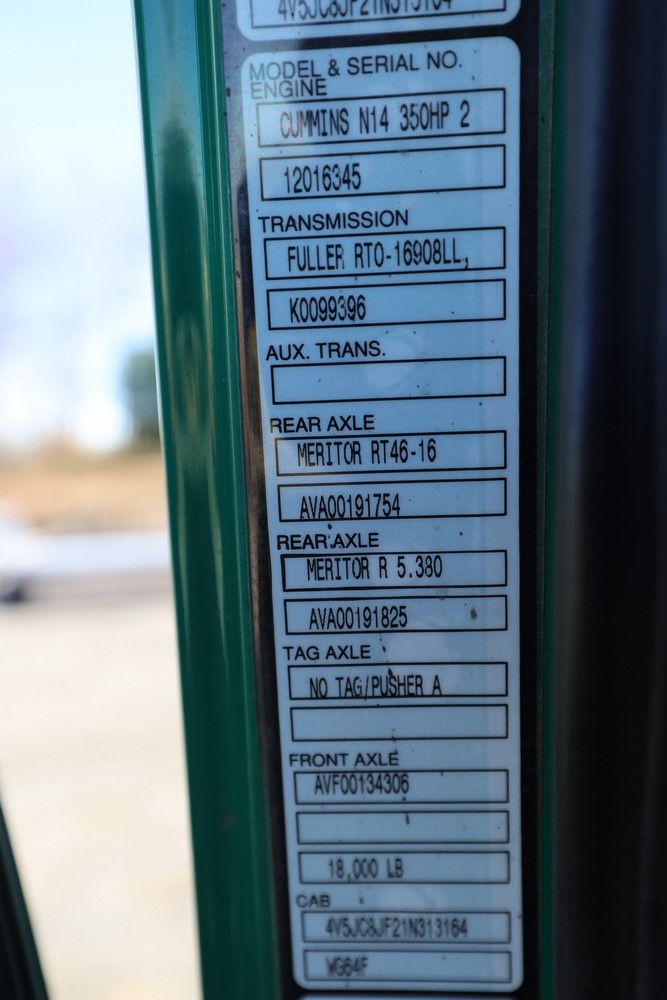 4V5JC8JF21N313164
MODEL & SERIAL NO.
ENGINE
CUMMINS N14 350HP 2
12016345
TRANSMISSION
FULLER RTO-16908LL,
K0099396
AUX. TRANS.
REAR AXLE
MERITOR RT46-16
AVA00191754
REAR AXLE
MERITOR R 5.380
AVA00191825
TAG AXLE
NO TAG/PUSHER A
FRONT AXLE
AVF00134306
18,000 LB
CAB
4V5JC8JF21N313164
WG64F